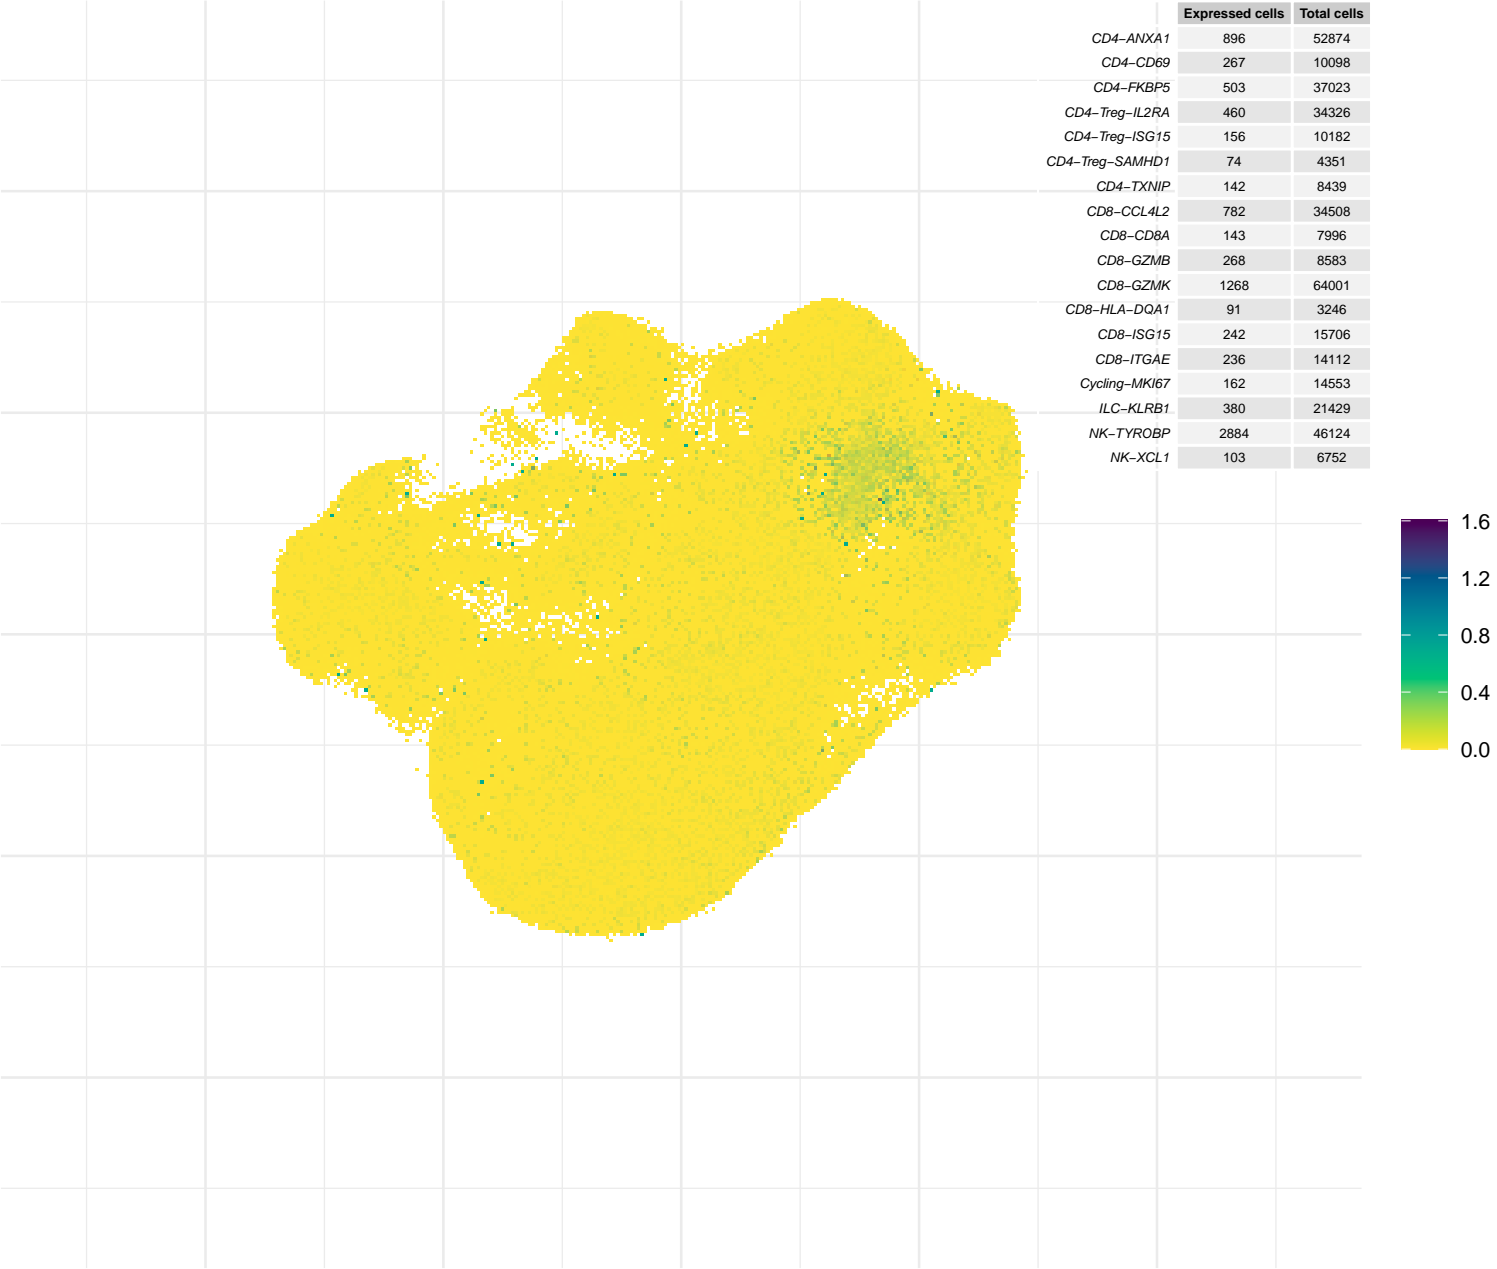 Expressed cells Total cells
CD4−ANXA1 896 52874
CD4−CD69 267 10098
CD4−FKBP5 503 37023
CD4−Treg−IL2RA 460 34326
CD4−Treg−ISG15 156 10182
CD4−Treg−SAMHD1 74 4351
CD4−TXNIP 142 8439
CD8−CCL4L2 782 34508
CD8−CD8A 143 7996
CD8−GZMB 268 8583
CD8−GZMK 1268 64001
CD8−HLA−DQA1 91 3246
CD8−ISG15 242 15706
CD8−ITGAE 236 14112
Cycling−MKI67 162 14553
ILC−KLRB1 380 21429
NK−TYROBP 2884 46124
NK−XCL1 103 6752
1.6
1.2
0.8
0.4
0.0